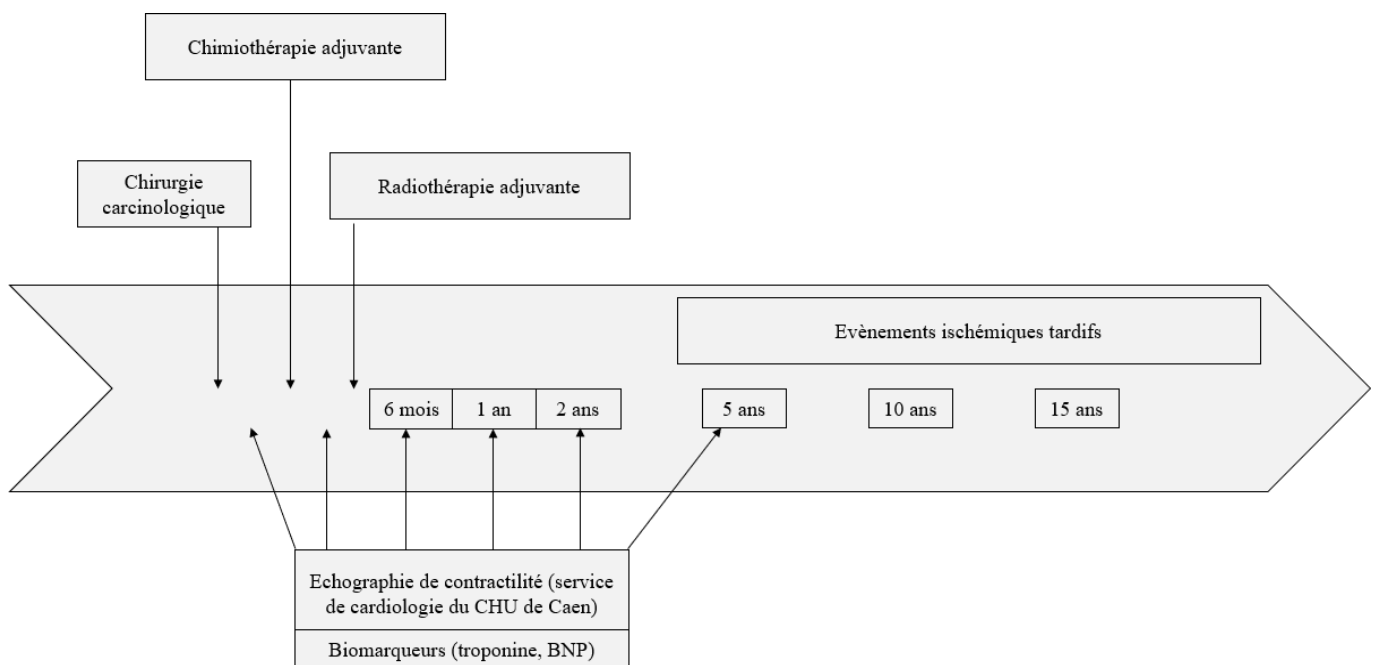 Chimiothérapie adjuvante
Chirurgie
carcinologique
Radiothérapie adjuvante
Evènements ischémiques tardifs
6 mois
1 an
2 ans
5 ans
10 ans
15 ans
Echographie de contractilité (service
de cardiologie du CHU de Caen)
Biomarqueurs (troponine, BNP)